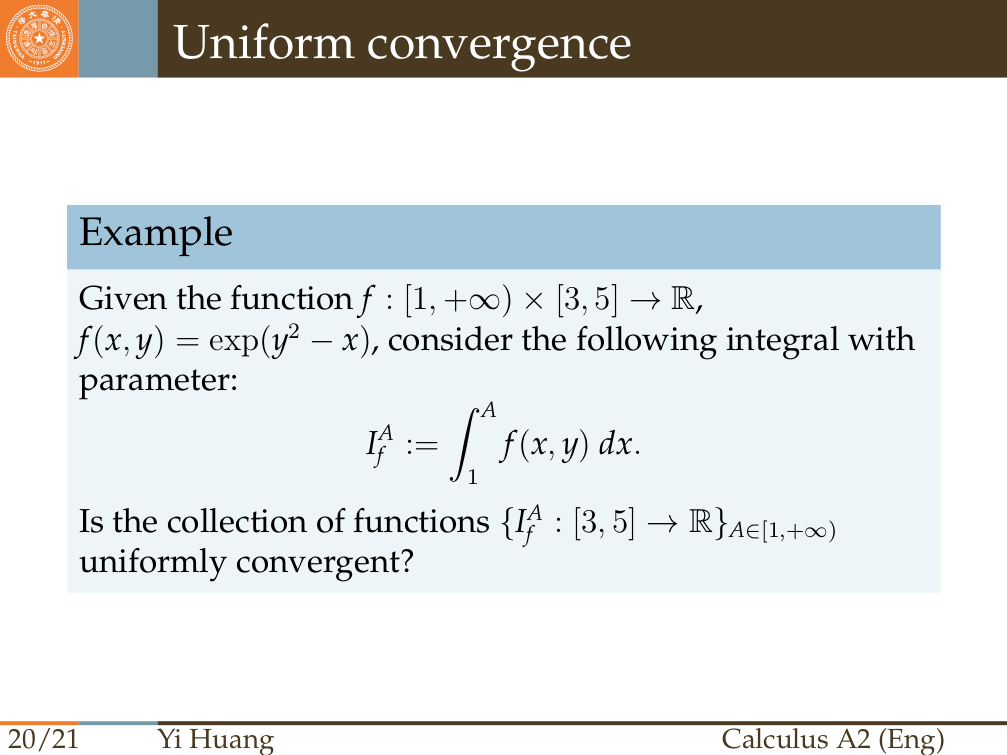 Uniform convergence
Example
Given the function f : [1, +∞) × [3, 5] → ℝ,
f(x, y) = exp(y² − x), consider the following integral with
parameter:
I_f^A := ∫_1^A f(x, y) dx.
Is the collection of functions {I_f^A : [3, 5] → ℝ}_{A∈[1,+∞)}
uniformly convergent?
20/21 Yi Huang Calculus A2 (Eng)